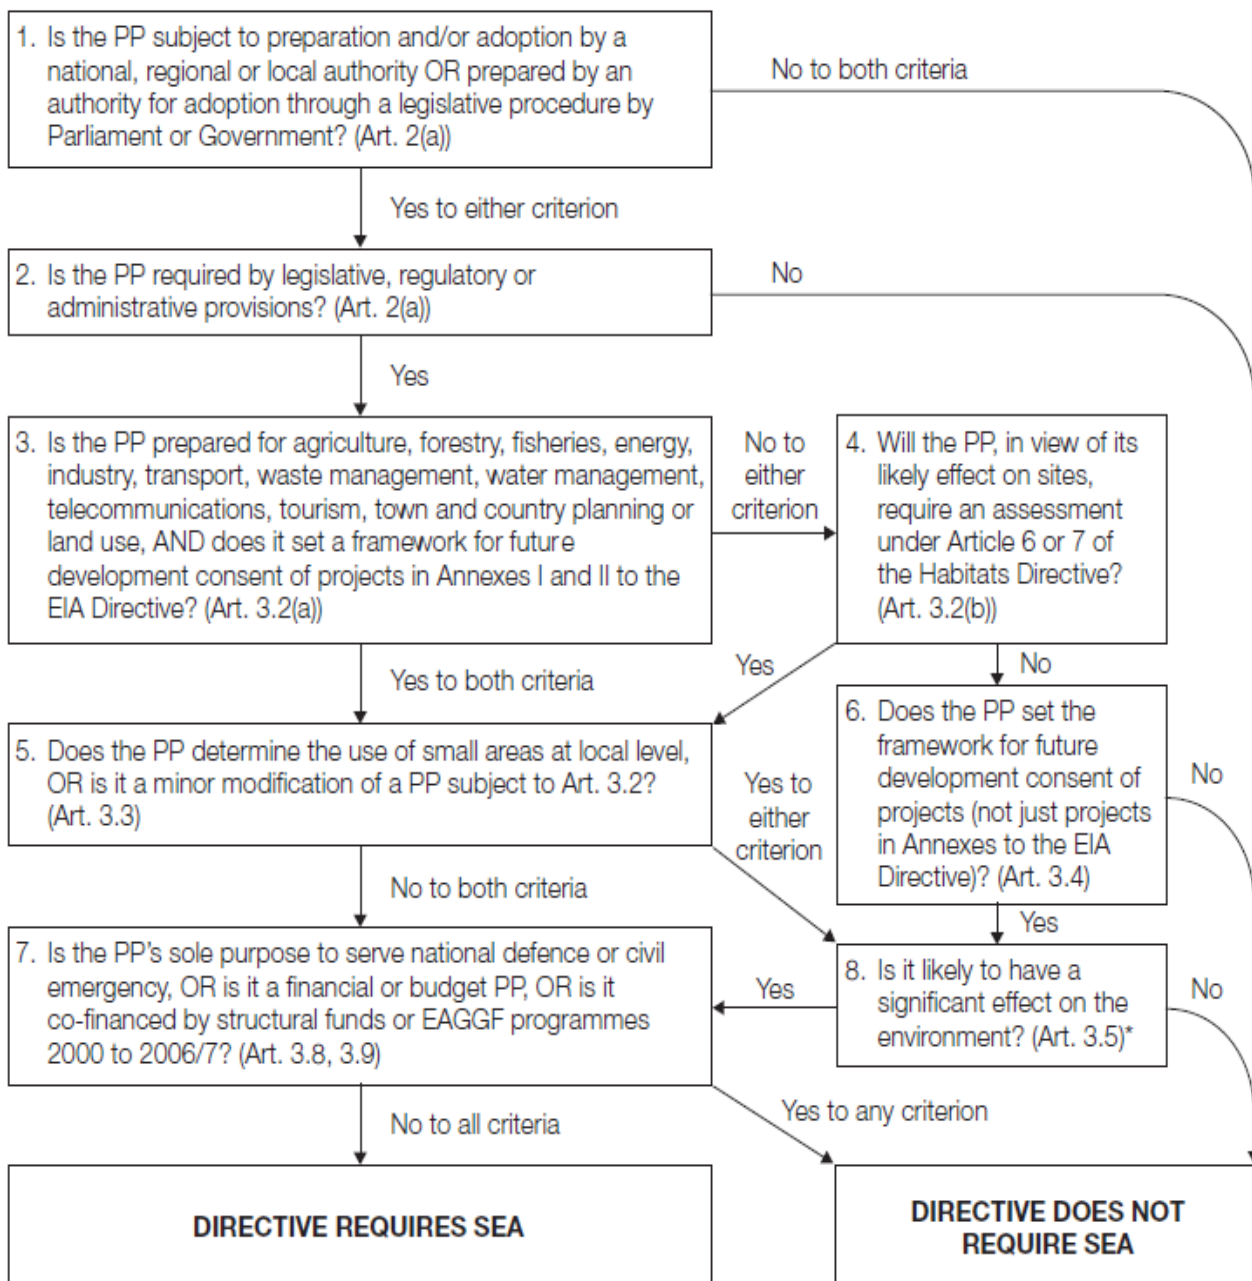 1. Is the PP subject to preparation and/or adoption by a
national, regional or local authority OR prepared by an
authority for adoption through a legislative procedure by
Parliament or Government? (Art. 2(a))
No to both criteria
Yes to either criterion
2. Is the PP required by legislative, regulatory or
administrative provisions? (Art. 2(a))
No
Yes
3. Is the PP prepared for agriculture, forestry, fisheries, energy,
industry, transport, waste management, water management,
telecommunications, tourism, town and country planning or
land use, AND does it set a framework for future
development consent of projects in Annexes I and II to the
EIA Directive? (Art. 3.2(a))
No to
either
criterion
4. Will the PP, in view of its
likely effect on sites,
require an assessment
under Article 6 or 7 of
the Habitats Directive?
(Art. 3.2(b))
Yes to both criteria
Yes
No
5. Does the PP determine the use of small areas at local level,
OR is it a minor modification of a PP subject to Art. 3.2?
(Art. 3.3)
Yes to
either
criterion
6. Does the PP set the
framework for future
development consent of
projects (not just projects
in Annexes to the EIA
Directive)? (Art. 3.4)
No
No to both criteria
Yes
7. Is the PP's sole purpose to serve national defence or civil
emergency, OR is it a financial or budget PP, OR is it
co-financed by structural funds or EAGGF programmes
2000 to 2006/7? (Art. 3.8, 3.9)
Yes
8. Is it likely to have a
significant effect on the
environment? (Art. 3.5)*
No
No to all criteria
Yes to any criterion
DIRECTIVE REQUIRES SEA
DIRECTIVE DOES NOT
REQUIRE SEA